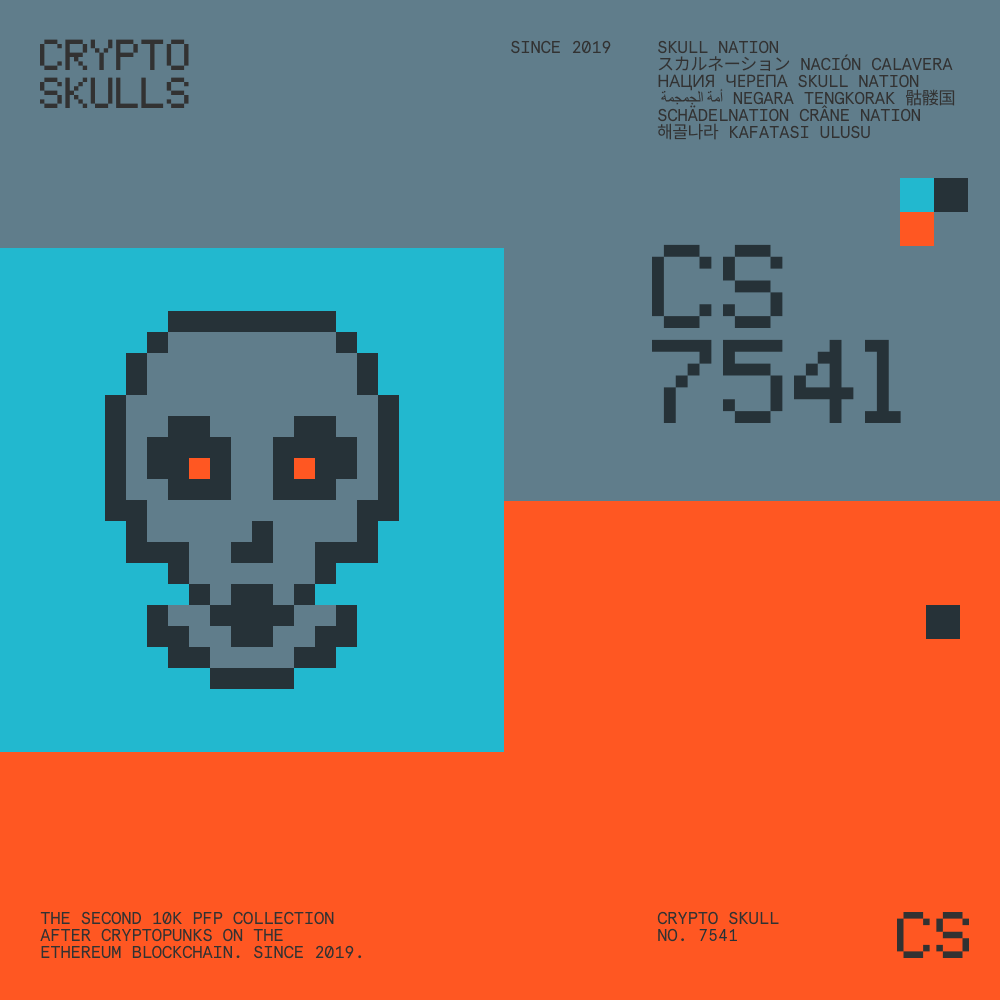 CRYPTO
SKULLS
SINCE 2019
SKULL NATION
スカルネーション NACIÓN CALAVERA
НАЦИЯ ЧЕРЕПА SKULL NATION
أمة الجمجمة NEGARA TENGKORAK 骷髅国
SCHÄDELNATION CRÂNE NATION
해골나라 KAFATASI ULUSU
CS
7541
THE SECOND 10K PFP COLLECTION
AFTER CRYPTOPUNKS ON THE
ETHEREUM BLOCKCHAIN. SINCE 2019.
CRYPTO SKULL
NO. 7541
CS